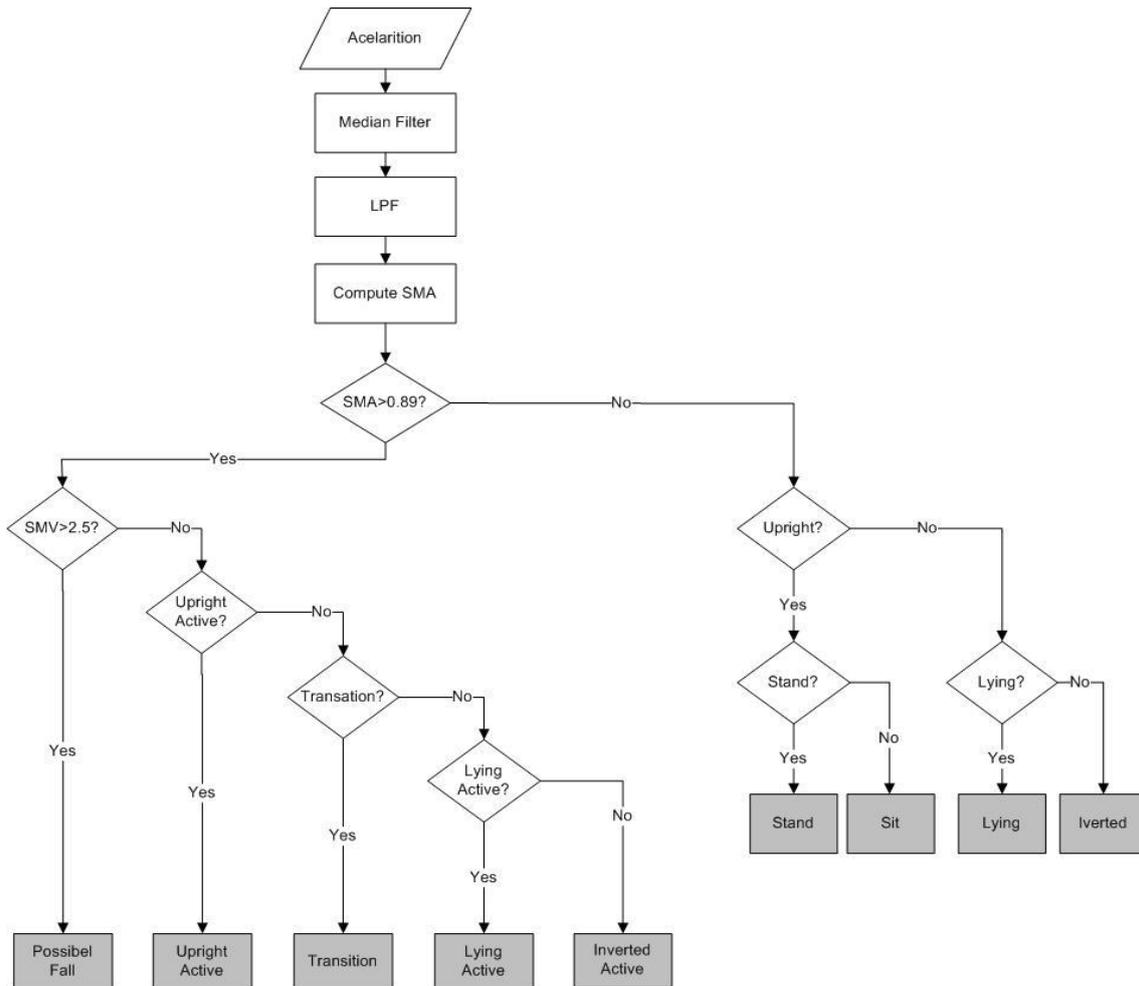 Acelarition
Median Filter
LPF
Compute SMA
SMA>0.89?
No
Yes
SMV>2.5?
No
Upright?
No
Upright
Active?
No
Yes
Transation?
No
Stand?
Lying?
No
Yes
No
Yes
Yes
Lying
Active?
Yes
No
Stand
Sit
Lying
Iverted
Yes
Yes
Possibel
Fall
Upright
Active
Transition
Lying
Active
Inverted
Active